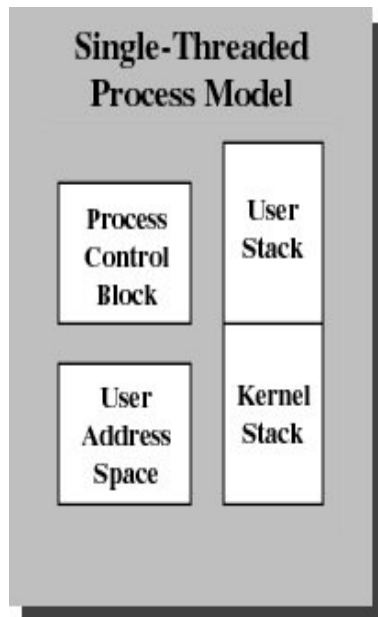 Single-Threaded
Process Model
Process
Control
Block
User
Stack
User
Address
Space
Kernel
Stack